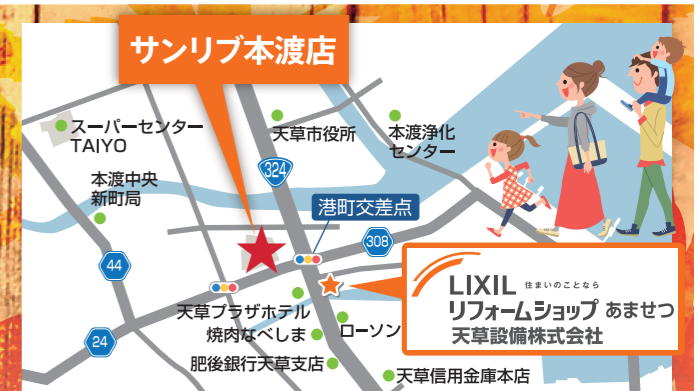 サンリブ本渡店
スーパーセンター
TAIYO
天草市役所
本渡浄化
センター
324
本渡中央
新町局
港町交差点
308
44
LIXIL 住まいのことなら
リフォームショップ あませつ
天草設備株式会社
天草プラザホテル
焼肉なべしま
ローソン
24
肥後銀行天草支店
天草信用金庫本店